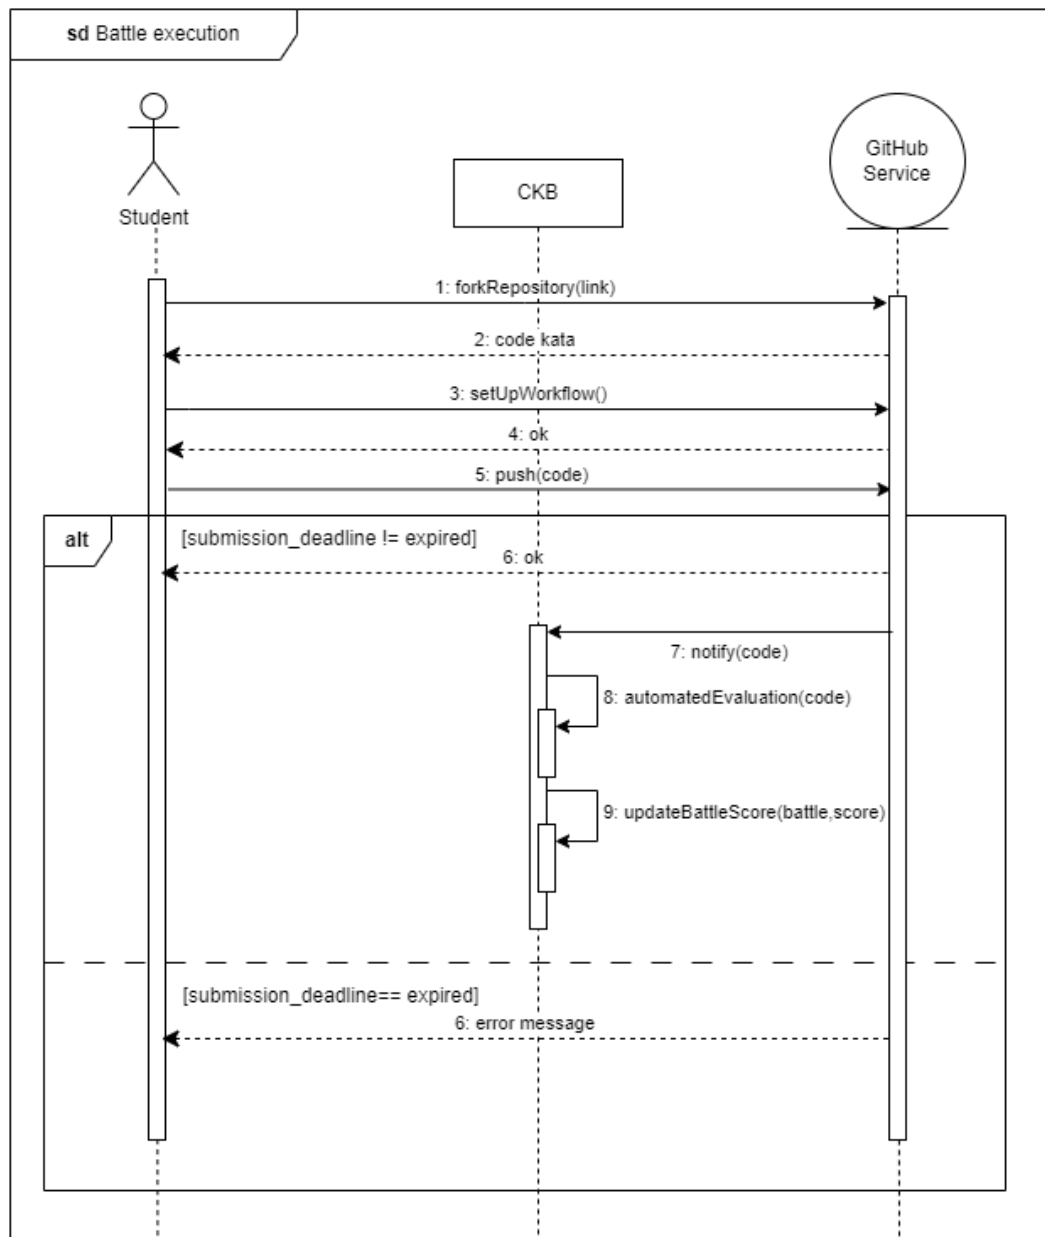 sd Battle execution
Student
CKB
GitHub
Service
1: forkRepository(link)
2: code kata
3: setUpWorkflow()
4: ok
5: push(code)
alt
[submission_deadline != expired]
6: ok
7: notify(code)
8: automatedEvaluation(code)
9: updateBattleScore(battle,score)
[submission_deadline== expired]
6: error message